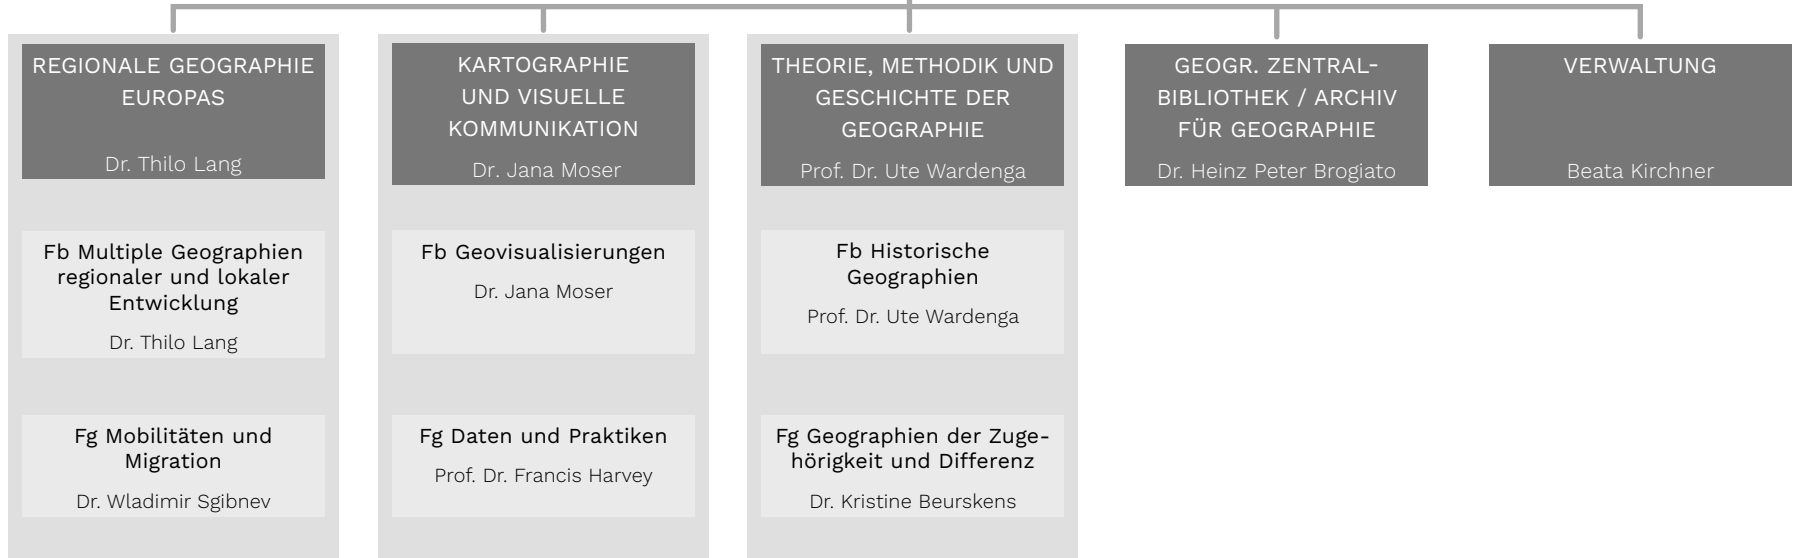 REGIONALE GEOGRAPHIE
EUROPAS
Dr. Thilo Lang
Fb Multiple Geographien
regionaler und lokaler
Entwicklung
Dr. Thilo Lang
Fg Mobilitäten und
Migration
Dr. Wladimir Sgibnev
KARTOGRAPHIE
UND VISUELLE
KOMMUNIKATION
Dr. Jana Moser
Fb Geovisualisierungen
Dr. Jana Moser
Fg Daten und Praktiken
Prof. Dr. Francis Harvey
THEORIE, METHODIK UND
GESCHICHTE DER
GEOGRAPHIE
Prof. Dr. Ute Wardenga
Fb Historische
Geographien
Prof. Dr. Ute Wardenga
Fg Geographien der Zuge-
hörigkeit und Differenz
Dr. Kristine Beurskens
GEOGR. ZENTRAL-
BIBLIOTHEK / ARCHIV
FÜR GEOGRAPHIE
Dr. Heinz Peter Brogiato
VERWALTUNG
Beata Kirchner